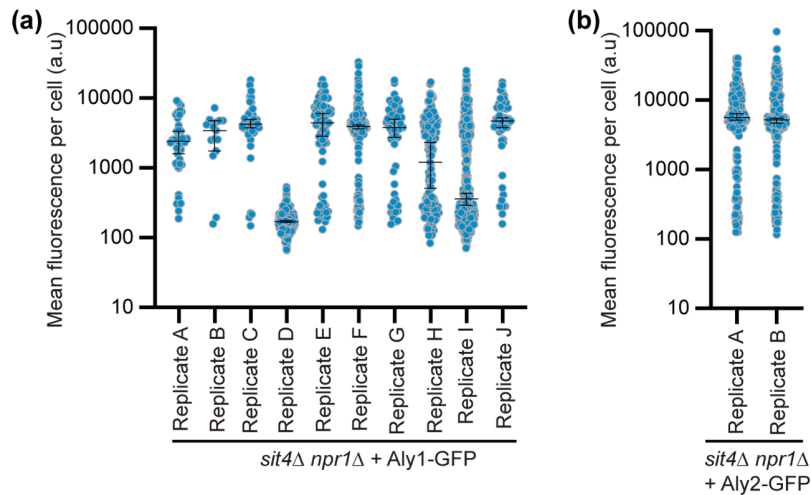 (a)
Mean fluorescence per cell (a.u)
100000
10000
1000
100
10
Replicate A
Replicate B
Replicate C
Replicate D
Replicate E
Replicate F
Replicate G
Replicate H
Replicate I
Replicate J
sit4Δ npr1Δ + Aly1-GFP
(b)
Mean fluorescence per cell (a.u)
100000
10000
1000
100
10
Replicate A
Replicate B
sit4Δ npr1Δ
+ Aly2-GFP